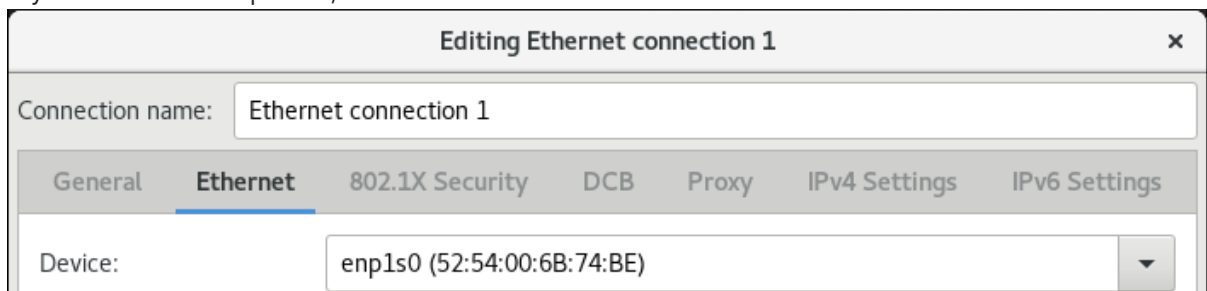 Editing Ethernet connection 1 ×
Connection name: Ethernet connection 1
General Ethernet 802.1X Security DCB Proxy IPv4 Settings IPv6 Settings
Device: enp1s0 (52:54:00:6B:74:BE)